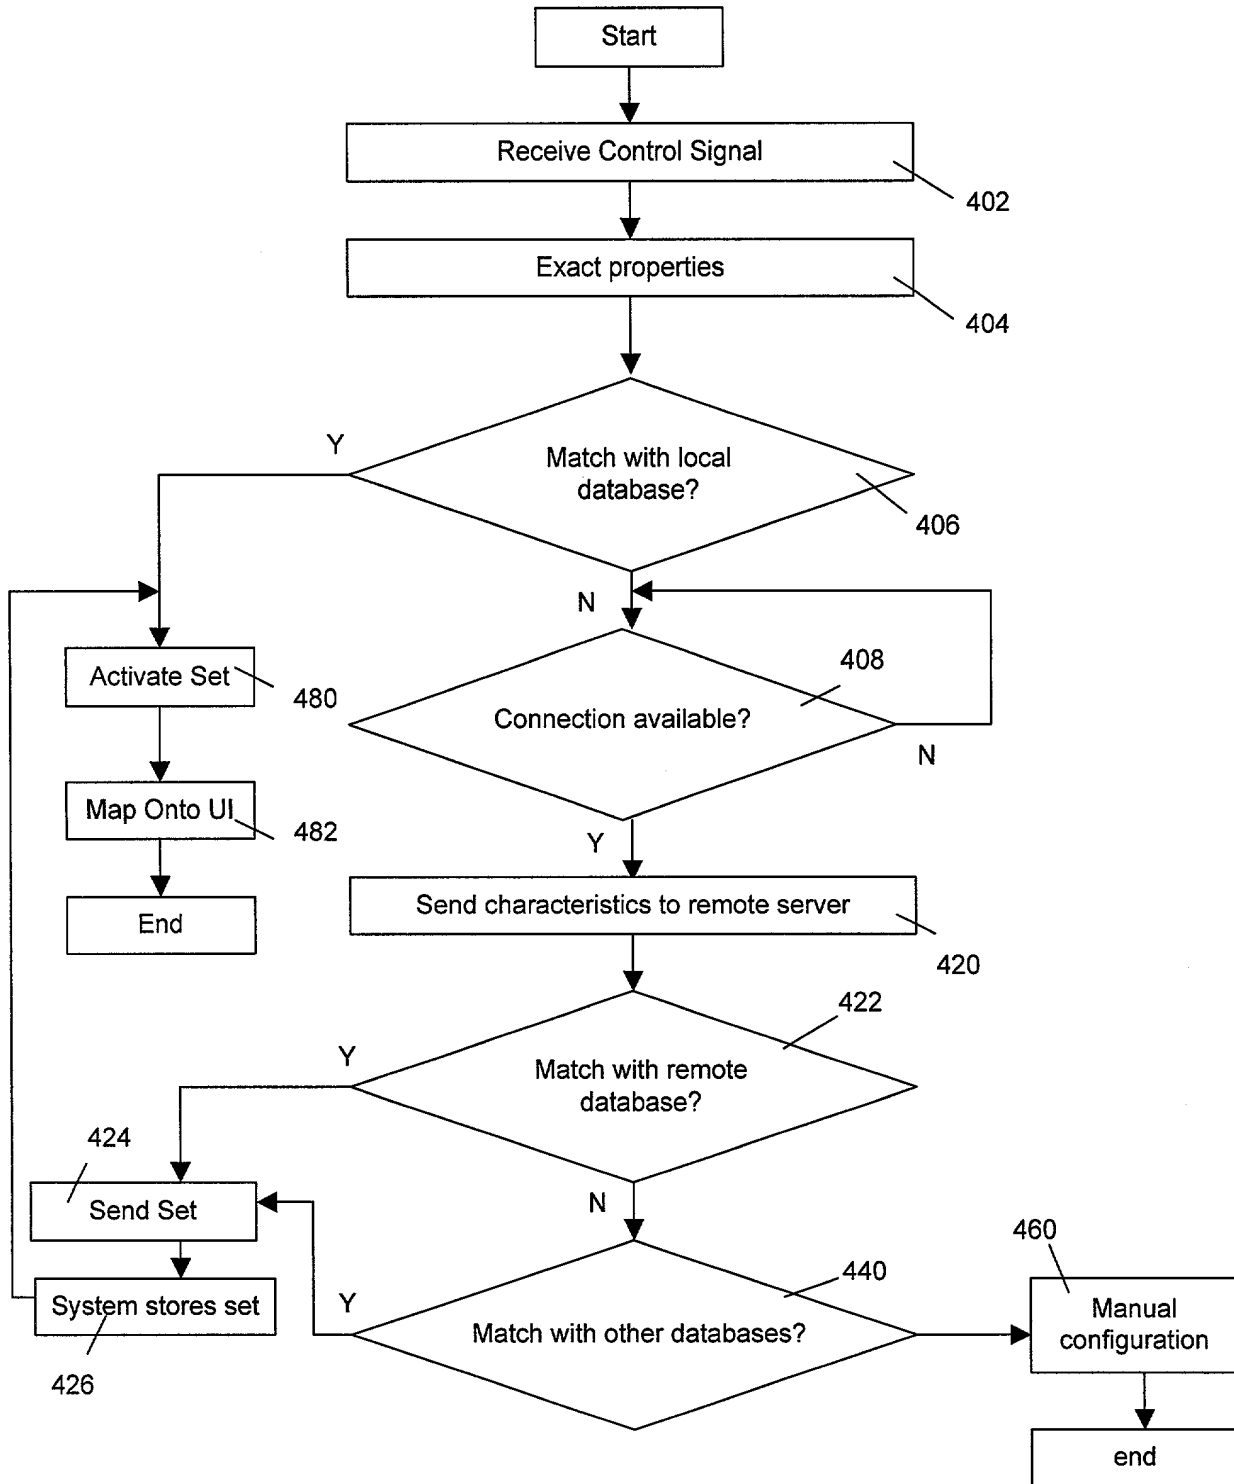 Start
Receive Control Signal
402
Exact properties
404
Y
Match with local
database?
406
N
Activate Set
480
408
Connection available?
N
Map Onto UI
482
Y
End
Send characteristics to remote server
420
422
Y
Match with remote
database?
424
Send Set
N
460
440
System stores set
Y
Match with other databases?
Manual
configuration
426
end